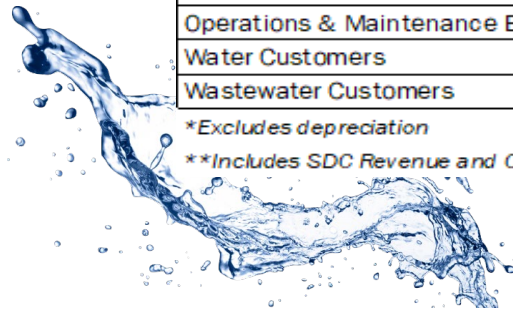 Operations & Maintenance
Water Customers
Wastewater Customers
*Excludes depreciation
**Includes SDC Revenue and